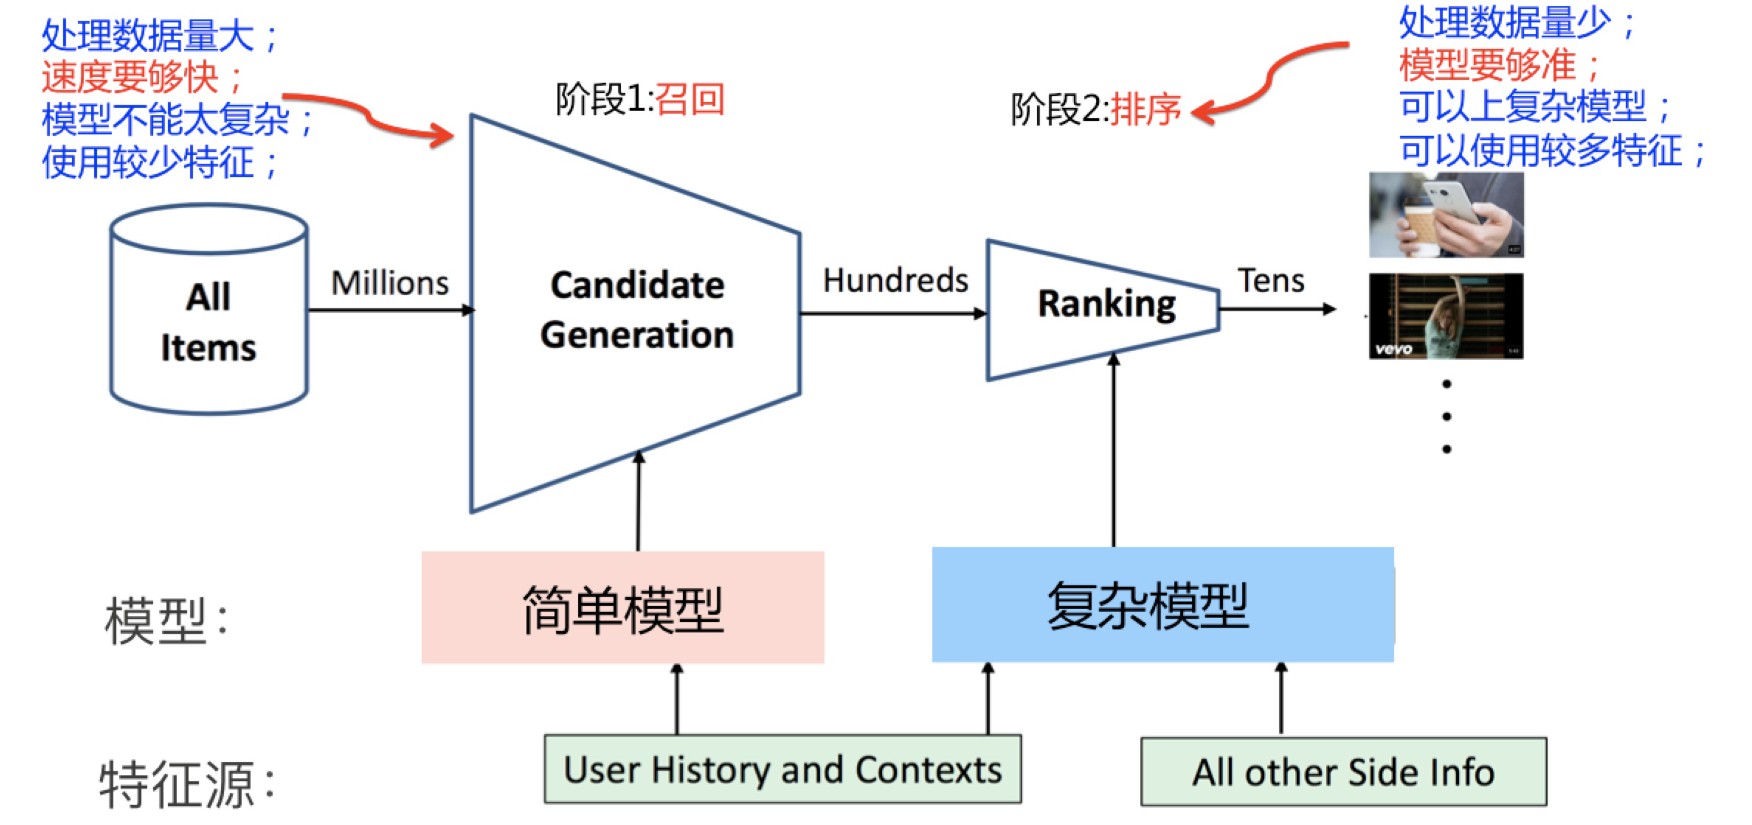 处理数据量大；
速度要够快；
模型不能太复杂；
使用较少特征；
阶段1:召回
阶段2:排序
处理数据量少；
模型要够准；
可以上复杂模型；
可以使用较多特征；
All
Items
Millions
Candidate
Generation
Hundreds
Ranking
Tens
vevo
模型：
简单模型
复杂模型
特征源：
User History and Contexts
All other Side Info